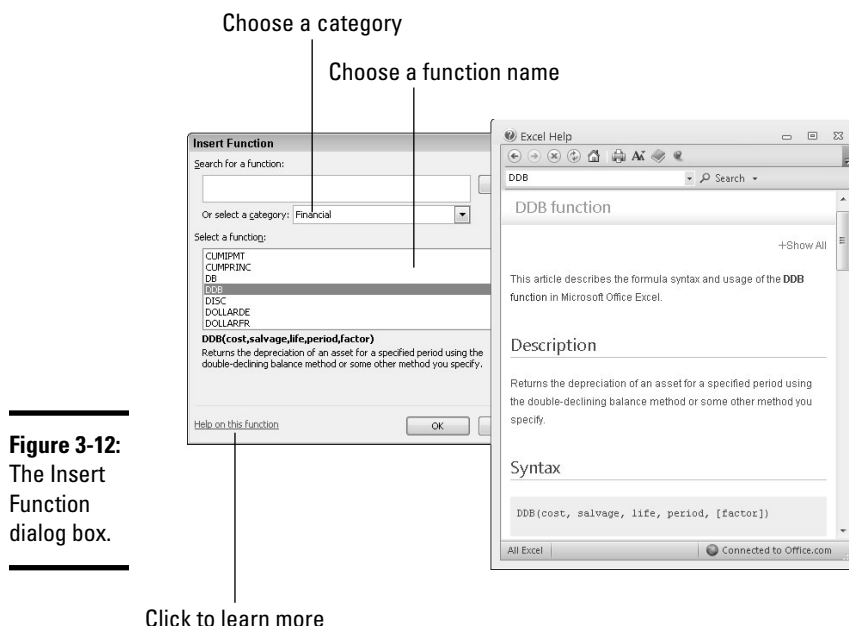 Choose a category
Choose a function name
Insert Function
Search for a function:
Or select a category: Financial
Select a function:
CUMIPMT
CUMPRINC
DB
DDB
DISC
DOLLARDE
DOLLARFR
DDB(cost,salvage,life,period,factor)
Returns the depreciation of an asset for a specified period using the
double-declining balance method or some other method you specify.
Help on this function
OK
Excel Help
DDB
Search
DDB function
+Show All
This article describes the formula syntax and usage of the DDB
function in Microsoft Office Excel.
Description
Returns the depreciation of an asset for a specified period using
the double-declining balance method or some other method you
specify.
Syntax
DDB(cost, salvage, life, period, [factor])
All Excel
Connected to Office.com
Figure 3-12:
The Insert
Function
dialog box.
Click to learn more